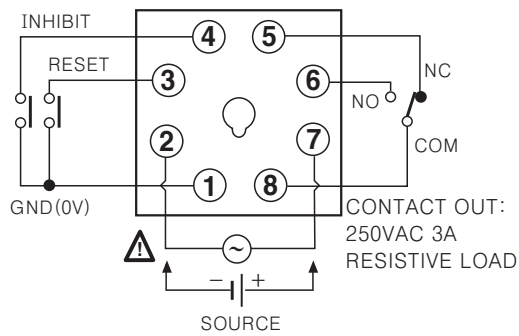 INHIBIT
4
5
RESET
3
6
NC
NO
2
7
COM
1
8
GND(0V)
CONTACT OUT:
250VAC 3A
RESISTIVE LOAD
!
~
− +
SOURCE